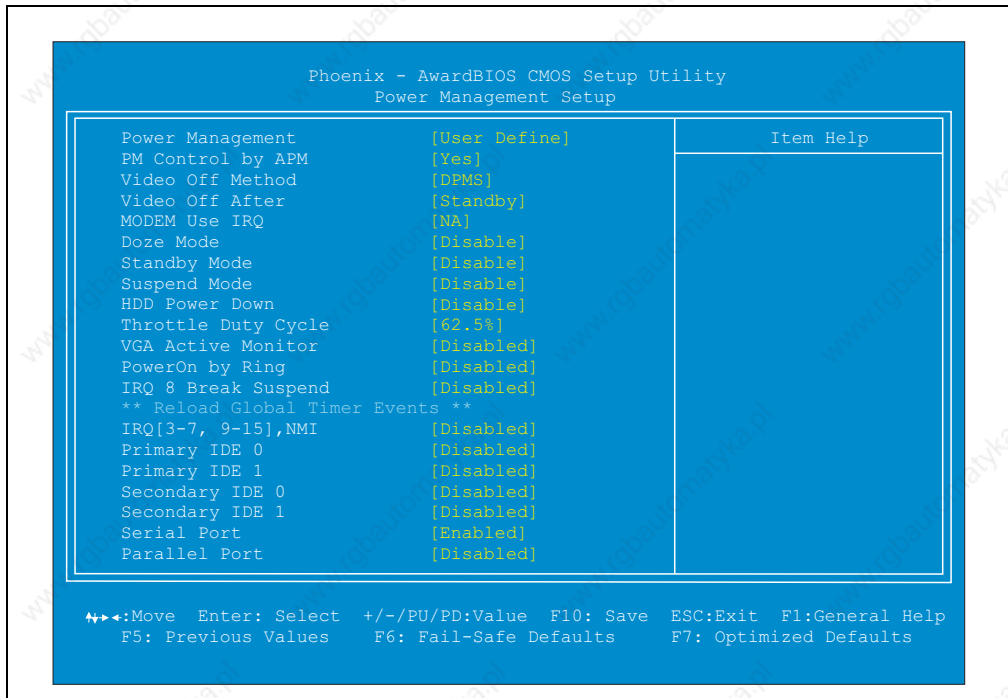 Phoenix - AwardBIOS CMOS Setup Utility
Power Management Setup
Power Management [User Define] Item Help
PM Control by APM [Yes]
Video Off Method [DPMS]
Video Off After [Standby]
MODEM Use IRQ [NA]
Doze Mode [Disable]
Standby Mode [Disable]
Suspend Mode [Disable]
HDD Power Down [Disable]
Throttle Duty Cycle [62.5%]
VGA Active Monitor [Disabled]
PowerOn by Ring [Disabled]
IRQ 8 Break Suspend [Disabled]
** Reload Global Timer Events **
IRQ[3-7, 9-15],NMI [Disabled]
Primary IDE 0 [Disabled]
Primary IDE 1 [Disabled]
Secondary IDE 0 [Disabled]
Secondary IDE 1 [Disabled]
Serial Port [Enabled]
Parallel Port [Disabled]
:Move Enter: Select +/-/PU/PD:Value F10: Save ESC:Exit F1:General Help
F5: Previous Values F6: Fail-Safe Defaults F7: Optimized Defaults
www.rgbautomatyka.pl